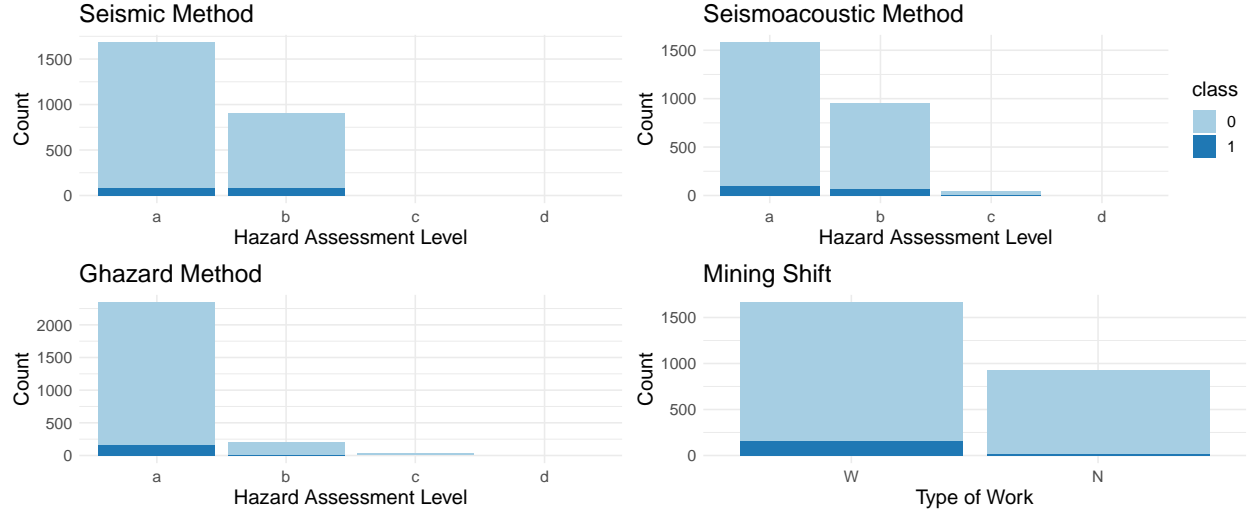 Seismic Method
Count
1500
1000
500
0
a b c d
Hazard Assessment Level
Seismoacoustic Method
Count
1500
1000
500
0
a b c d
Hazard Assessment Level
class
0
1
Ghazard Method
Count
2000
1500
1000
500
0
a b c d
Hazard Assessment Level
Mining Shift
Count
1500
1000
500
0
W N
Type of Work